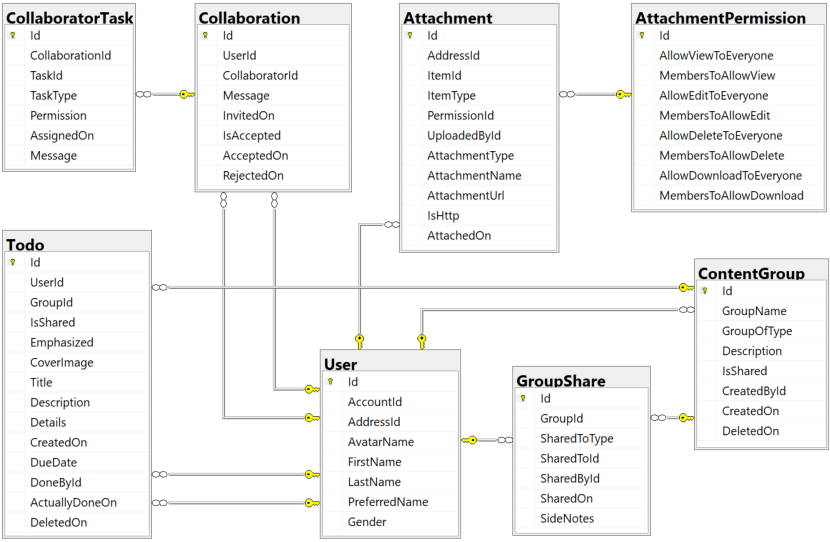 CollaboratorTask
Id
CollaborationId
TaskId
TaskType
Permission
AssignedOn
Message
Collaboration
Id
UserId
CollaboratorId
Message
InvitedOn
IsAccepted
AcceptedOn
RejectedOn
Attachment
Id
AddressId
ItemId
ItemType
PermissionId
UploadedById
AttachmentType
AttachmentName
AttachmentUrl
IsHttp
AttachedOn
AttachmentPermission
Id
AllowViewToEveryone
MembersToAllowView
AllowEditToEveryone
MembersToAllowEdit
AllowDeleteToEveryone
MembersToAllowDelete
AllowDownloadToEveryone
MembersToAllowDownload
Todo
Id
UserId
GroupId
IsShared
Emphasized
CoverImage
Title
Description
Details
CreatedOn
DueDate
DoneById
ActuallyDoneOn
DeletedOn
User
Id
AccountId
AddressId
AvatarName
FirstName
LastName
PreferredName
Gender
GroupShare
Id
GroupId
SharedToType
SharedToId
SharedById
SharedOn
SideNotes
ContentGroup
Id
GroupName
GroupOfType
Description
IsShared
CreatedById
CreatedOn
DeletedOn